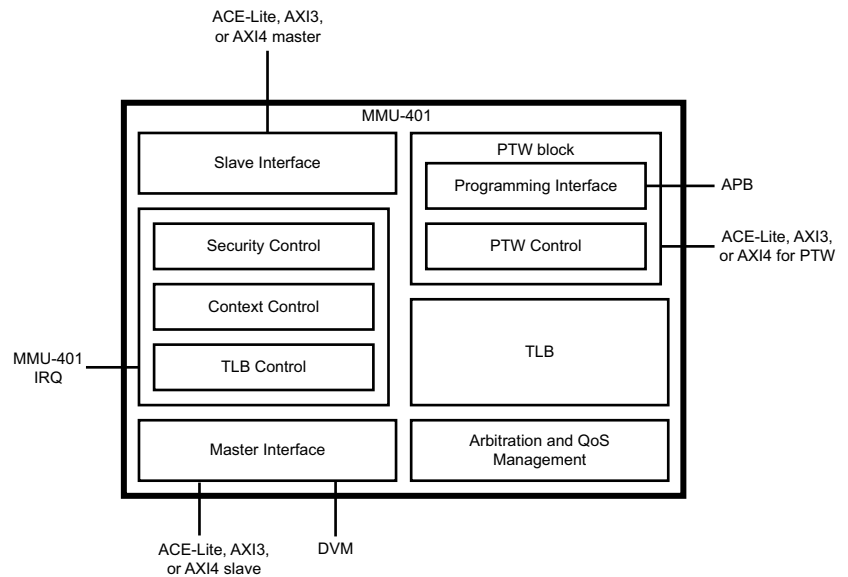 ACE-Lite, AXI3,
or AXI4 master
MMU-401
Slave Interface
PTW block
Programming Interface
APB
Security Control
PTW Control
ACE-Lite, AXI3,
or AXI4 for PTW
Context Control
TLB
MMU-401
IRQ
TLB Control
Master Interface
Arbitration and QoS
Management
ACE-Lite, AXI3,
or AXI4 slave
DVM